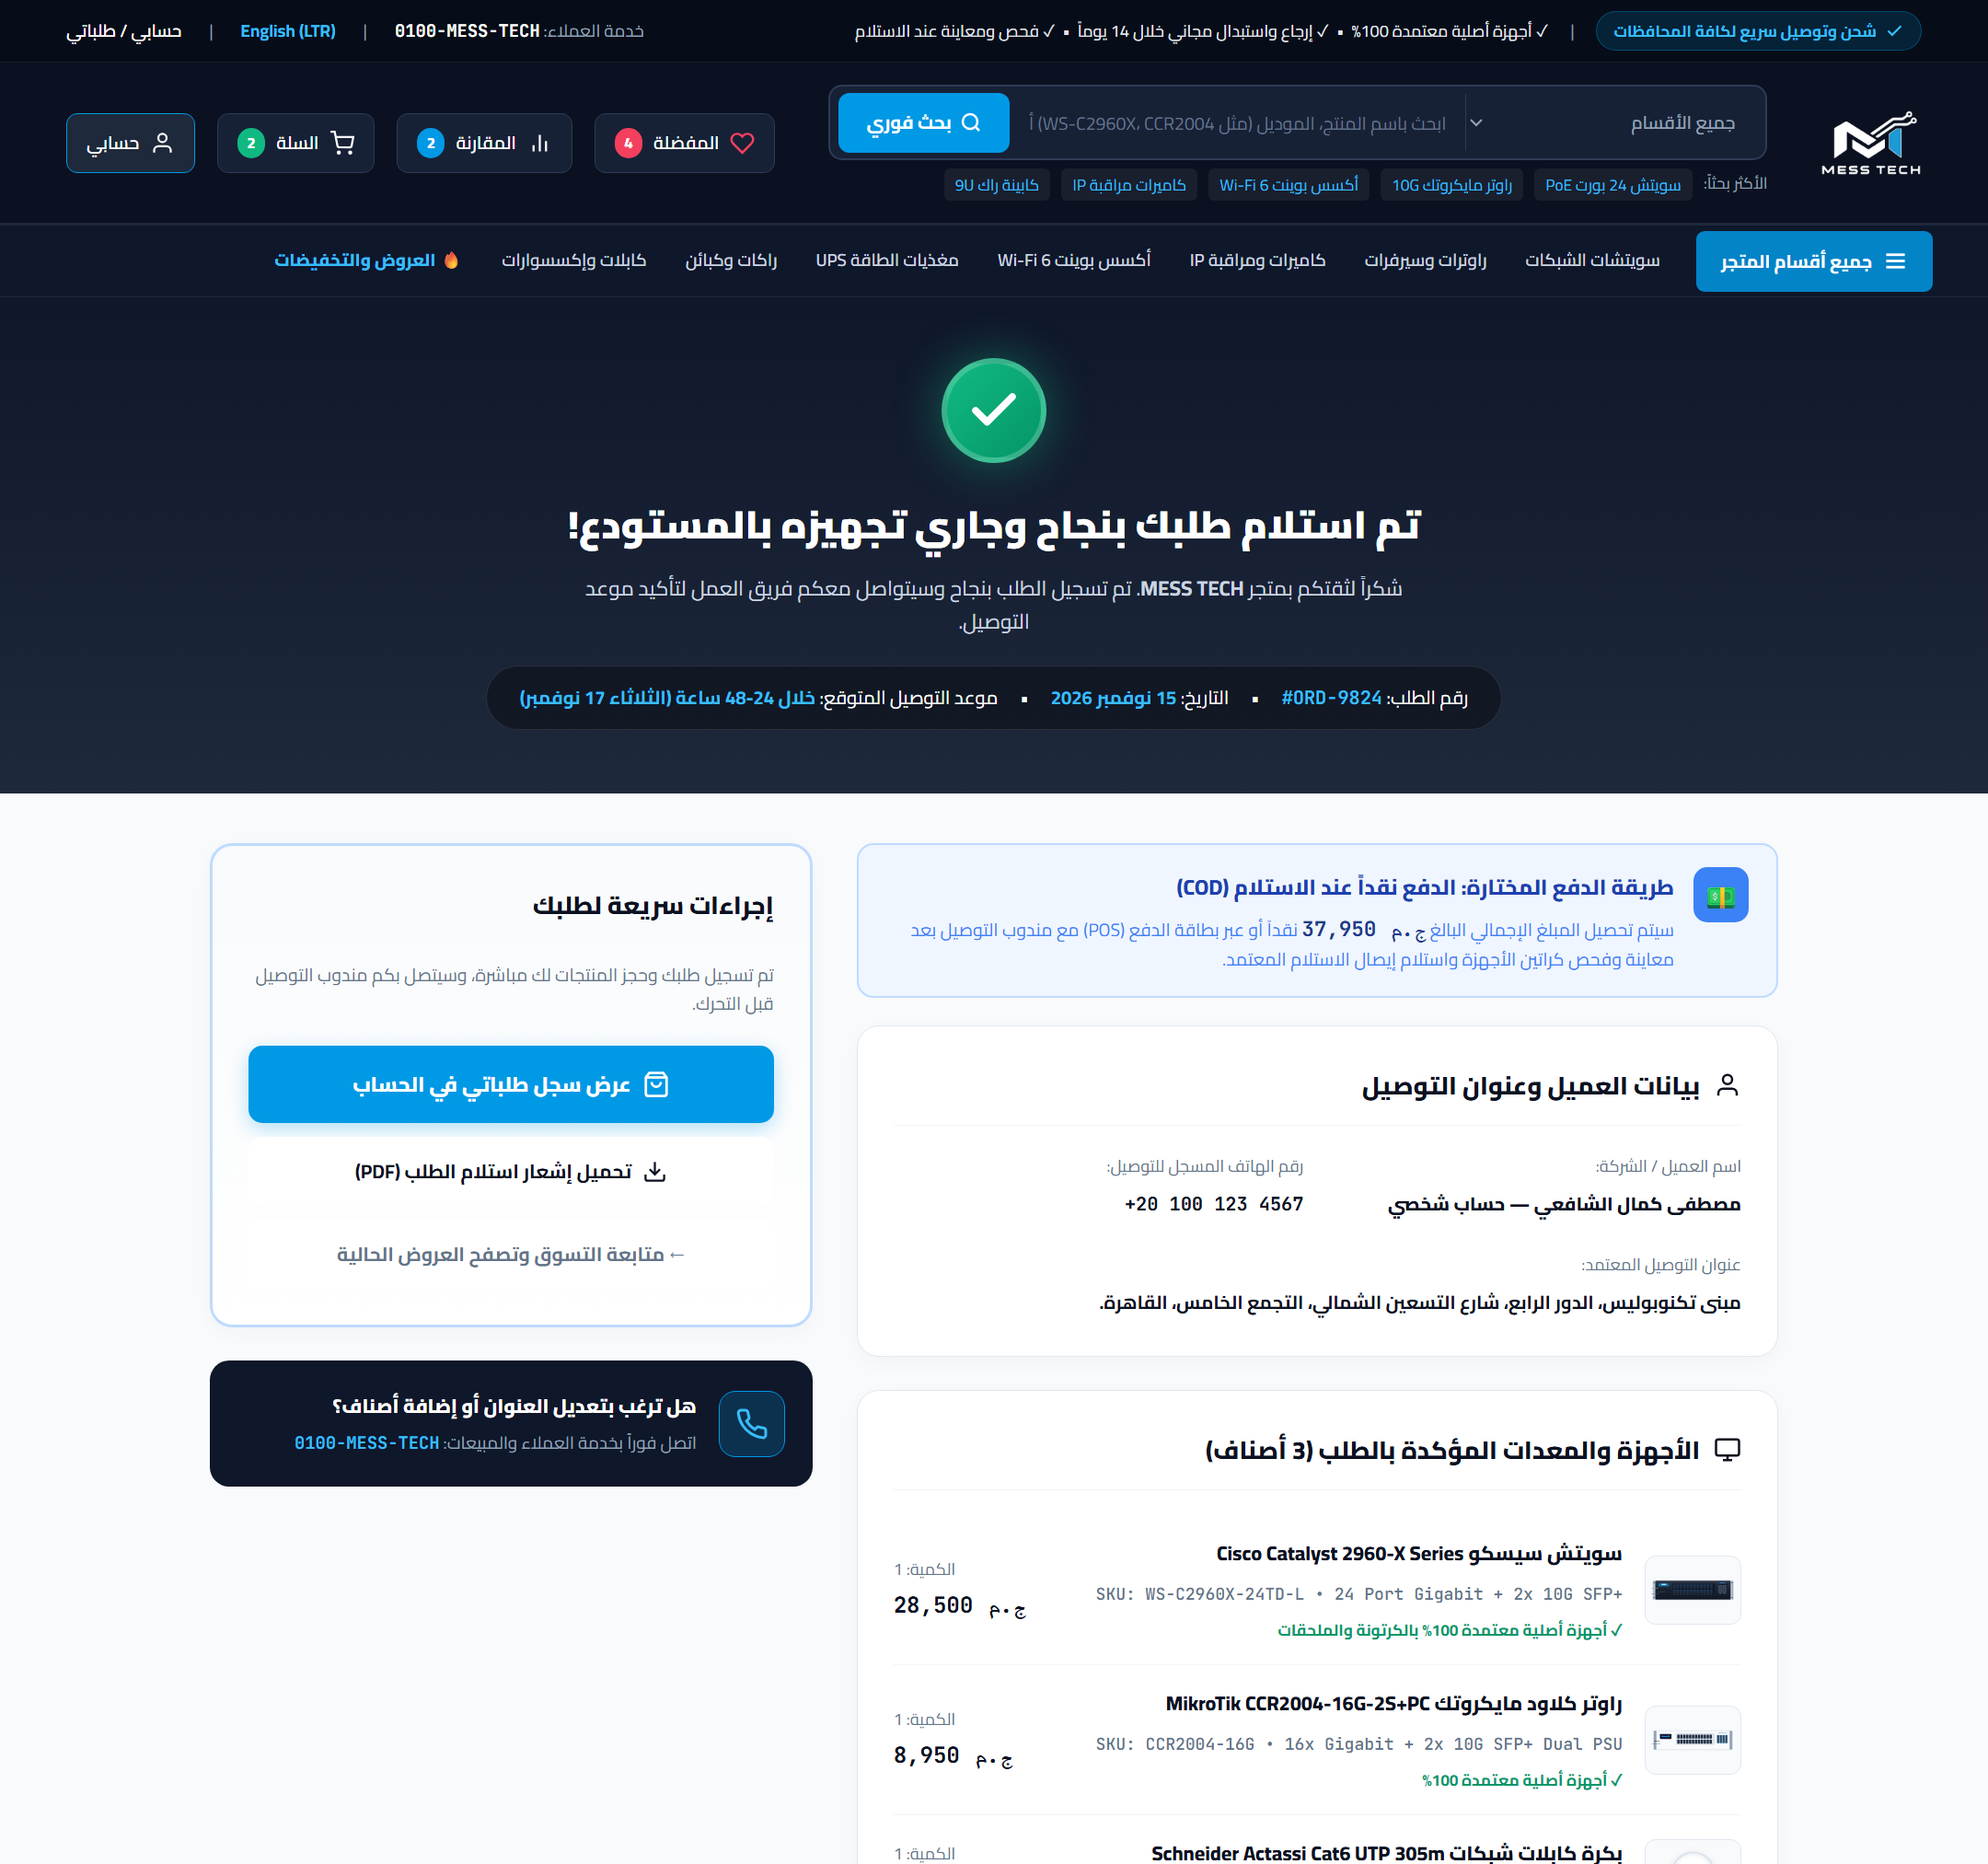 ✓ شحن وتوصيل سريع لكافة المحافظات | ✓ أجهزة أصلية معتمدة 100% • ✓ إرجاع واستبدال مجاني خلال 14 يوماً • ✓ فحص ومعاينة عند الاستلام
خدمة العملاء: 0100-MESS-TECH | English (LTR) | حسابي / طلباتي
MESS TECH
جميع الأقسام
ابحث باسم المنتج، الموديل (مثل WS-C2960X، CCR2004) أ
بحث فوري
المفضلة 4
المقارنة 2
السلة 2
حسابي
الأكثر بحثاً: سويتش 24 بورت PoE راوتر مايكروتك 10G أكسس بوينت Wi-Fi 6 كاميرات مراقبة IP كابينة راك 9U
جميع أقسام المتجر
سويتشات الشبكات راوترات وسيرفرات كاميرات ومراقبة IP أكسس بوينت Wi-Fi 6 مغذيات الطاقة UPS راكات وكبائن كابلات وإكسسوارات 🔥 العروض والتخفيضات
تم استلام طلبك بنجاح وجاري تجهيزه بالمستودع!
شكراً لثقتكم بمتجر MESS TECH. تم تسجيل الطلب بنجاح وسيتواصل معكم فريق العمل لتأكيد موعد
التوصيل.
رقم الطلب: #ORD-9824 • التاريخ: 15 نوفمبر 2026 • موعد التوصيل المتوقع: خلال 24-48 ساعة (الثلاثاء 17 نوفمبر)
طريقة الدفع المختارة: الدفع نقداً عند الاستلام (COD)
سيتم تحصيل المبلغ الإجمالي البالغ 37,950 ج.م نقداً أو عبر بطاقة الدفع (POS) مع مندوب التوصيل بعد
معاينة وفحص كراتين الأجهزة واستلام إيصال الاستلام المعتمد.
بيانات العميل وعنوان التوصيل
اسم العميل / الشركة:
مصطفى كمال الشافعي — حساب شخصي
رقم الهاتف المسجل للتوصيل:
+20 100 123 4567
عنوان التوصيل المعتمد:
مبنى تكنوبوليس، الدور الرابع، شارع التسعين الشمالي، التجمع الخامس، القاهرة.
الأجهزة والمعدات المؤكدة بالطلب (3 أصناف)
سويتش سيسكو Cisco Catalyst 2960-X Series
SKU: WS-C2960X-24TD-L • 24 Port Gigabit + 2x 10G SFP+
✓ أجهزة أصلية معتمدة 100% بالكرتونة والملحقات
الكمية: 1
28,500 ج.م
راوتر كلاود مايكروتك MikroTik CCR2004-16G-2S+PC
SKU: CCR2004-16G • 16x Gigabit + 2x 10G SFP+ Dual PSU
✓ أجهزة أصلية معتمدة 100%
الكمية: 1
8,950 ج.م
بكرة كابلات شبكات Schneider Actassi Cat6 UTP 305m
الكمية: 1
إجراءات سريعة لطلبك
تم تسجيل طلبك وحجز المنتجات لك مباشرة، وسيتصل بكم مندوب التوصيل
قبل التحرك.
عرض سجل طلباتي في الحساب
تحميل إشعار استلام الطلب (PDF)
← متابعة التسوق وتصفح العروض الحالية
هل ترغب بتعديل العنوان أو إضافة أصناف؟
اتصل فوراً بخدمة العملاء والمبيعات: 0100-MESS-TECH